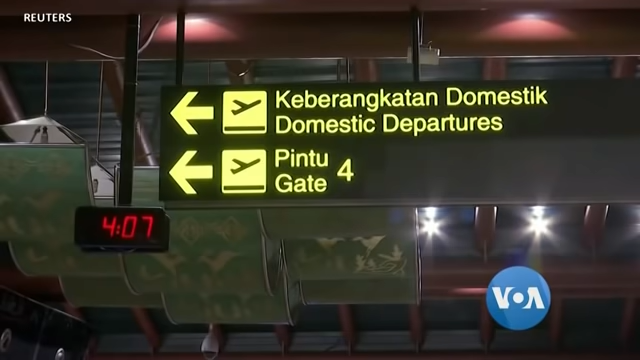 REUTERS
Keberangkatan Domestik
Domestic Departures
Pintu
Gate 4
4:07
VOA